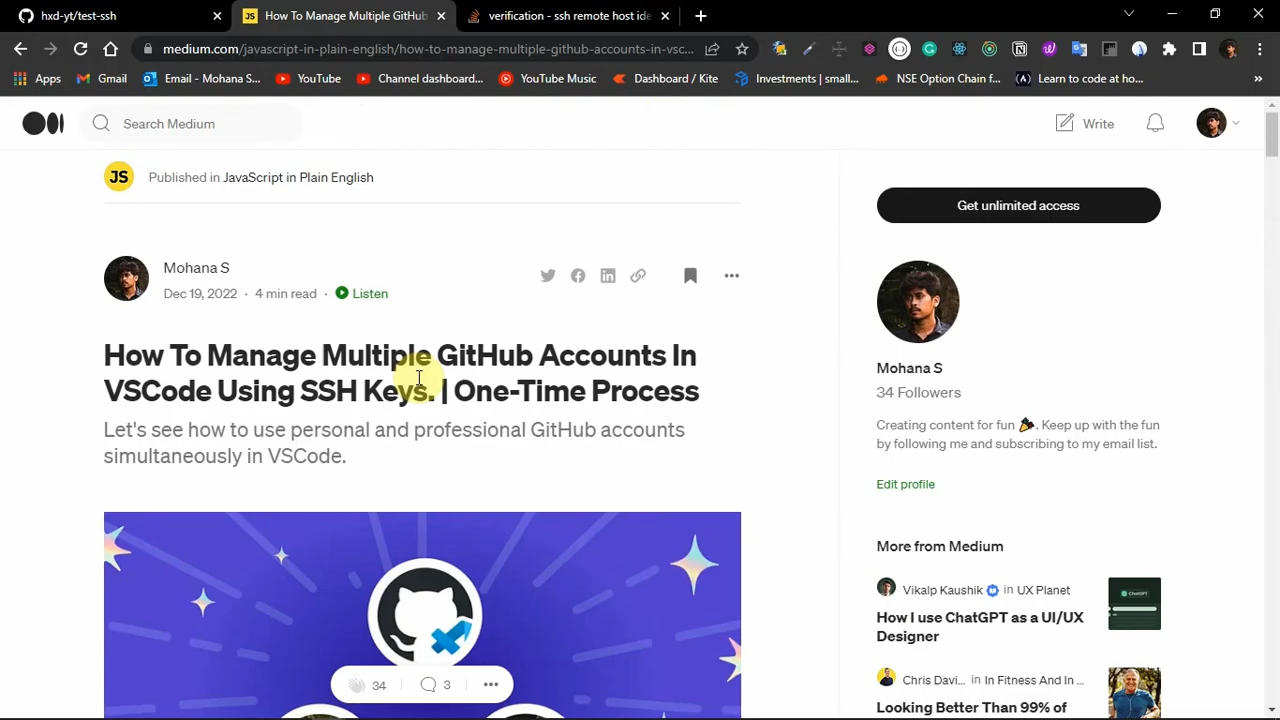 hxd-yt/test-ssh
How To Manage Multiple GitHub
verification - ssh remote host ide
medium.com/javascript-in-plain-english/how-to-manage-multiple-github-accounts-in-vsc...
Apps
Gmail
Email - Mohana S...
YouTube
Channel dashboard...
YouTube Music
Dashboard / Kite
Investments | small...
NSE Option Chain f...
Learn to code at ho...
Search Medium
Write
JS
Published in JavaScript in Plain English
Mohana S
Dec 19, 2022 · 4 min read · Listen
How To Manage Multiple GitHub Accounts In
VSCode Using SSH Keys. | One-Time Process
Let's see how to use personal and professional GitHub accounts
simultaneously in VSCode.
34
3
Get unlimited access
Mohana S
34 Followers
Creating content for fun 🎉. Keep up with the fun
by following me and subscribing to my email list.
Edit profile
More from Medium
Vikalp Kaushik in UX Planet
How I use ChatGPT as a UI/UX
Designer
ChatGPT
Chris Davi... in In Fitness And In ...
Looking Better Than 99% of